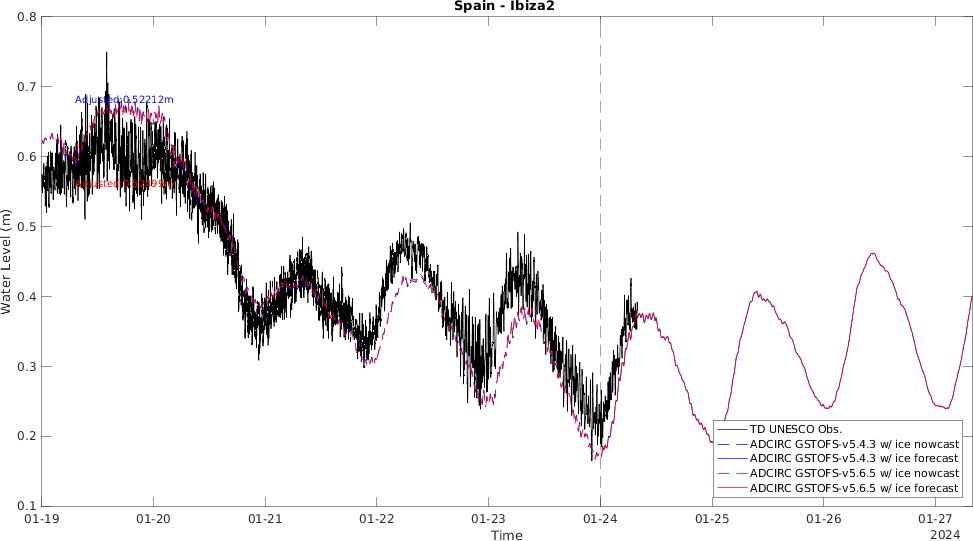 Spain - Ibiza2
0.8
0.7
0.6
0.5
0.4
0.3
0.2
0.1
Water Level (m)
Adjusted:0.52212m
01-19
01-20
01-21
01-22
01-23
01-24
01-25
01-26
01-27
Time
2024
TD UNESCO Obs.
ADCIRC GSTOFS-v5.4.3 w/ ice nowcast
ADCIRC GSTOFS-v5.4.3 w/ ice forecast
ADCIRC GSTOFS-v5.6.5 w/ ice nowcast
ADCIRC GSTOFS-v5.6.5 w/ ice forecast